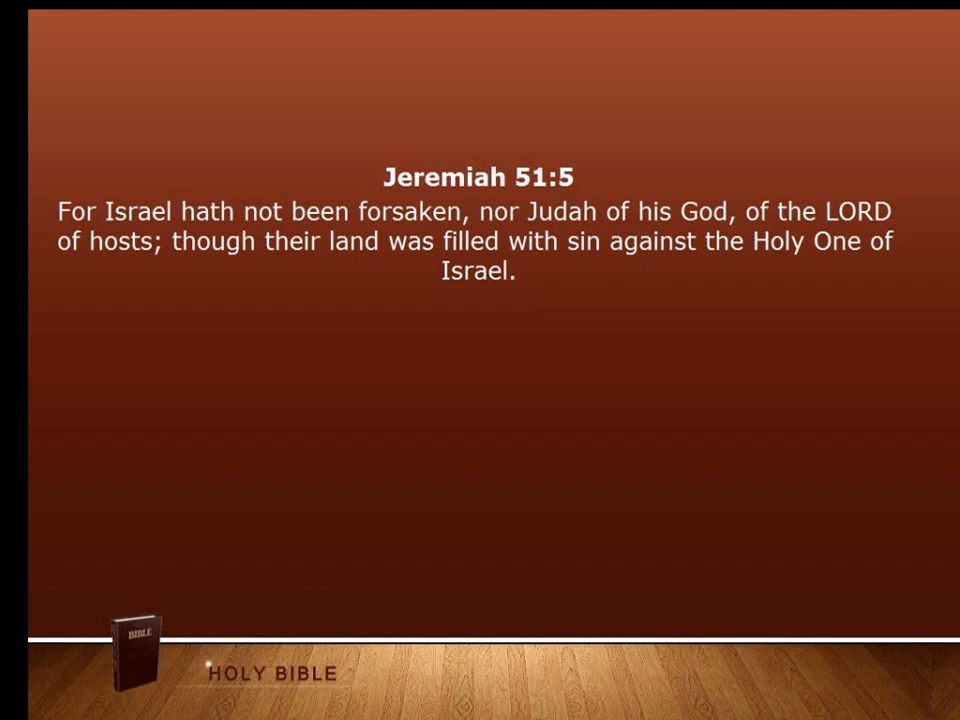 Jeremiah 51:5
For Israel hath not been forsaken, nor Judah of his God, of the LORD
of hosts; though their land was filled with sin against the Holy One of
Israel.
BIBLE
HOLY BIBLE